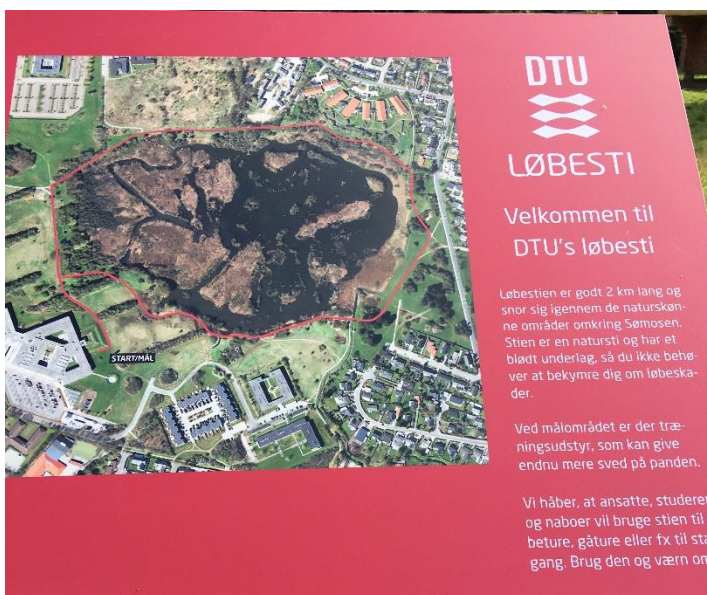 DTU
LØBESTI
Velkommen til
DTU's løbesti
Løbestien er godt 2 km lang og
snor sig igennem de naturskøn-
ne områder omkring Sømosen.
Stien er en natursti og har et
blødt underlag, så du ikke behø-
ver at bekymre dig om løbeska-
der.
Ved målområdet er der træ-
ningsudstyr, som kan give
endnu mere sved på panden.
Vi håber, at ansatte,
og naboer vil bruge stien til
beture, gåture eller fx til
gang. Brug den og værn
START/MÅL